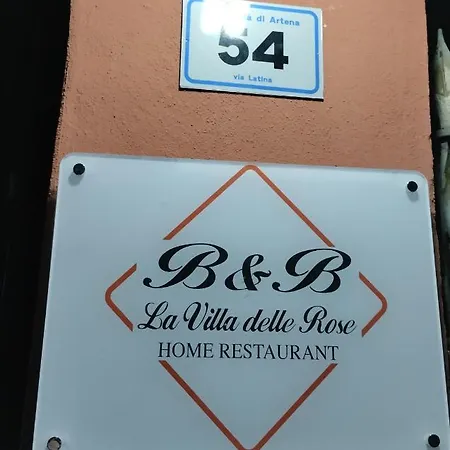 di Artena
54
via Latina
B&B
La Villa delle Rose
HOME RESTAURANT